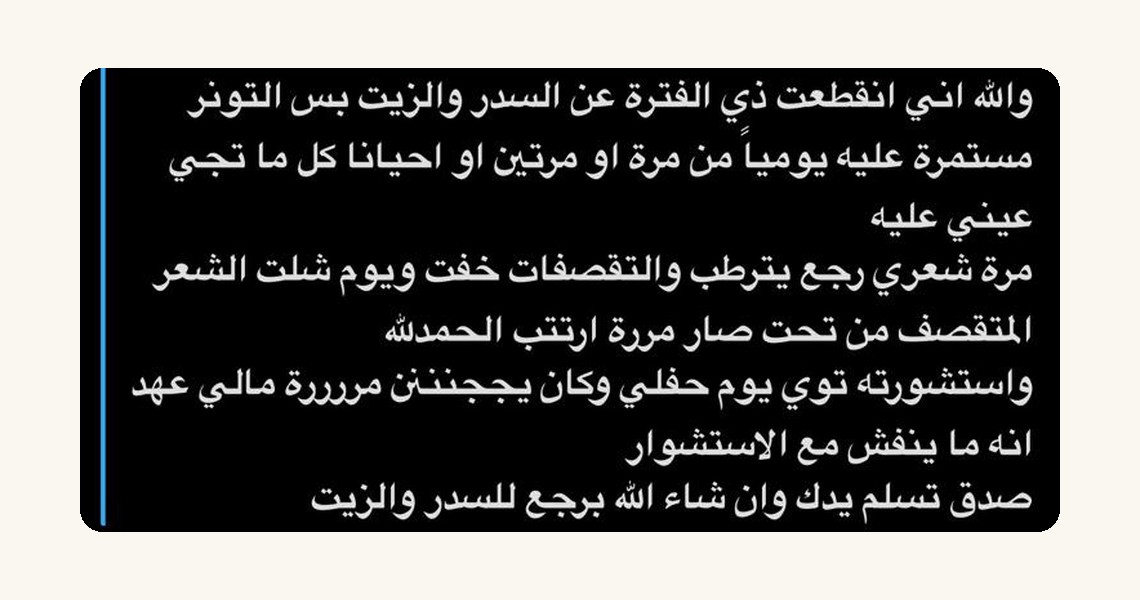 والله اني انقطعت ذي الفترة عن السدر والزيت بس التونر
مستمرة عليه يومياً من مرة او مرتين او احيانا كل ما تجي
عيني عليه
مرة شعري رجع يترطب والتقصفات خفت ويوم شلت الشعر
المتقصف من تحت صار مررة ارتتب الحمدلله
واستشورته توي يوم حفلي وكان يججنننن مررررة مالي عهد
انه ما ينفش مع الاستشوار
صدق تسلم يدك وان شاء الله برجع للسدر والزيت